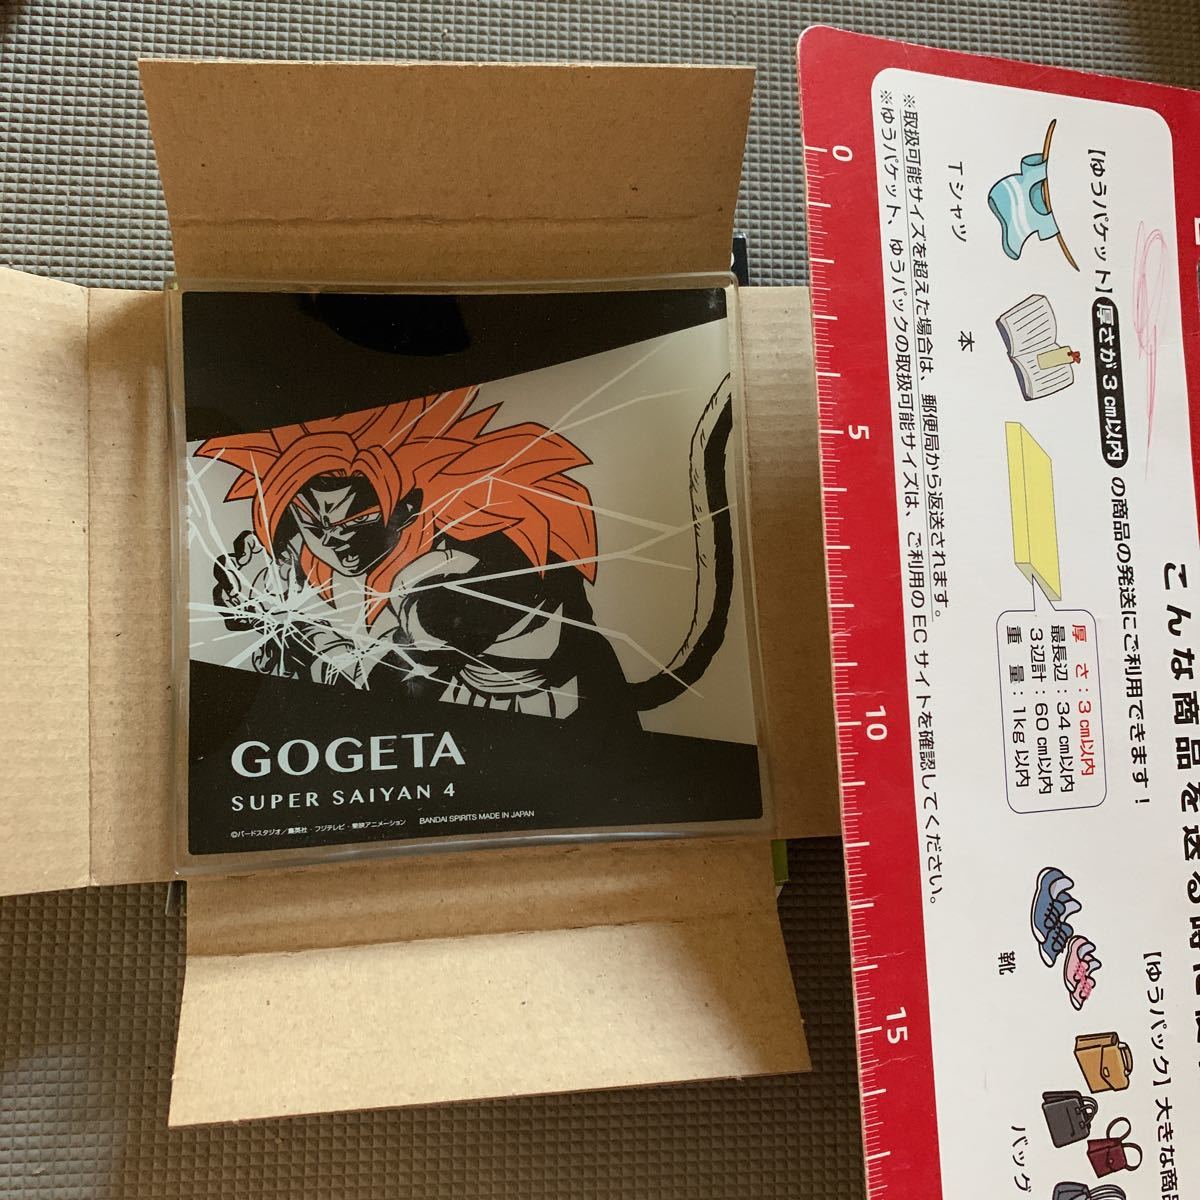 GOGETA
SUPER SAIYAN 4
©バードスタジオ/集英社・フジテレビ・東映アニメーション BANDAI SPIRITS MADE IN JAPAN
こんな商品を送る時に
【ゆうパケット】厚さが3cm以内の商品の発送にご利用できます!
Tシャツ
本
厚さ:3cm以内
最長辺:34cm以内
3辺計:60cm以内
重量:1kg以内
※取扱可能サイズを超えた場合は、郵便局から返送されます。
※ゆうパケット、ゆうパックの取扱可能サイズは、ご利用のECサイトを確認してください。
【ゆうパック】大きな商品
靴
バッグ
0
5
10
15